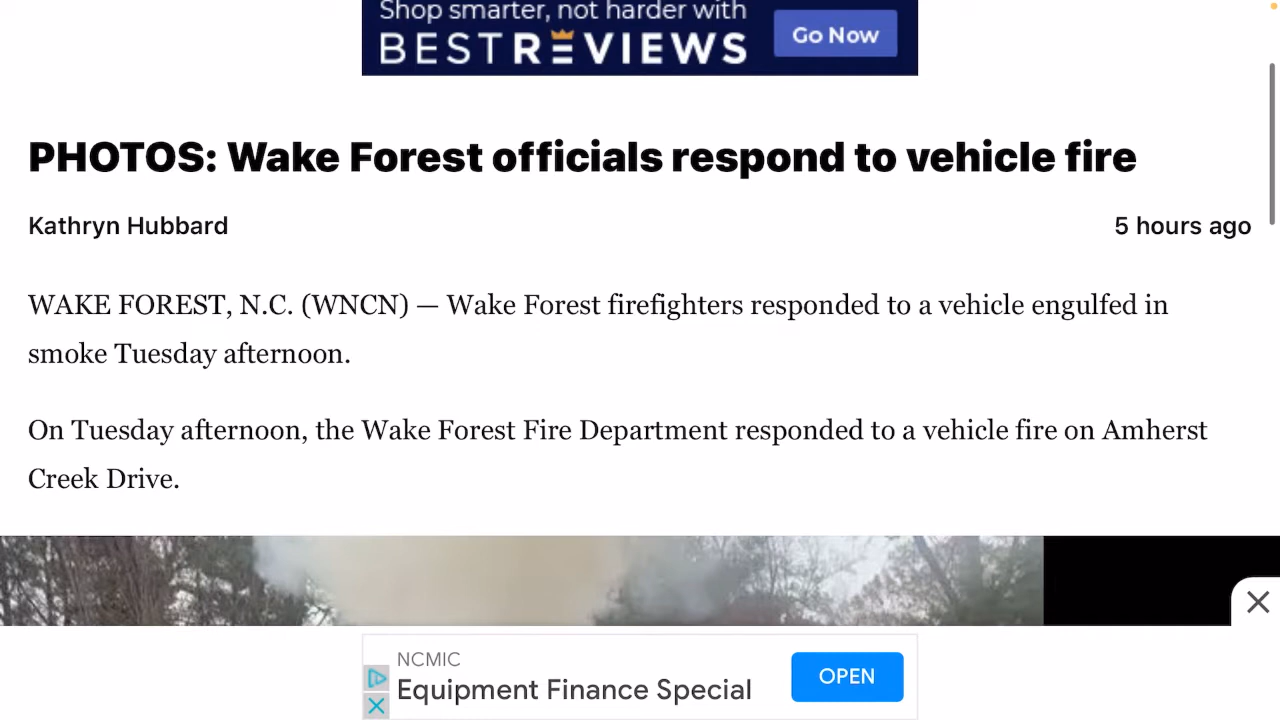 Shop smarter, not harder with
BESTREVIEWS
Go Now
PHOTOS: Wake Forest officials respond to vehicle fire
Kathryn Hubbard
5 hours ago
WAKE FOREST, N.C. (WNCN) — Wake Forest firefighters responded to a vehicle engulfed in
smoke Tuesday afternoon.
On Tuesday afternoon, the Wake Forest Fire Department responded to a vehicle fire on Amherst
Creek Drive.
NCMIC
Equipment Finance Special
OPEN